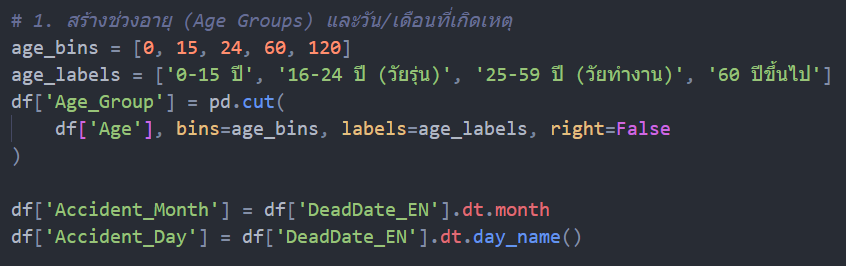 # 1. สร้างช่วงอายุ (Age Groups) และวัน/เดือนที่เกิดเหตุ
age_bins = [0, 15, 24, 60, 120]
age_labels = ['0-15 ปี', '16-24 ปี (วัยรุ่น)', '25-59 ปี (วัยทำงาน)', '60 ปีขึ้นไป']
df['Age_Group'] = pd.cut(
    df['Age'], bins=age_bins, labels=age_labels, right=False
)
df['Accident_Month'] = df['DeadDate_EN'].dt.month
df['Accident_Day'] = df['DeadDate_EN'].dt.day_name()